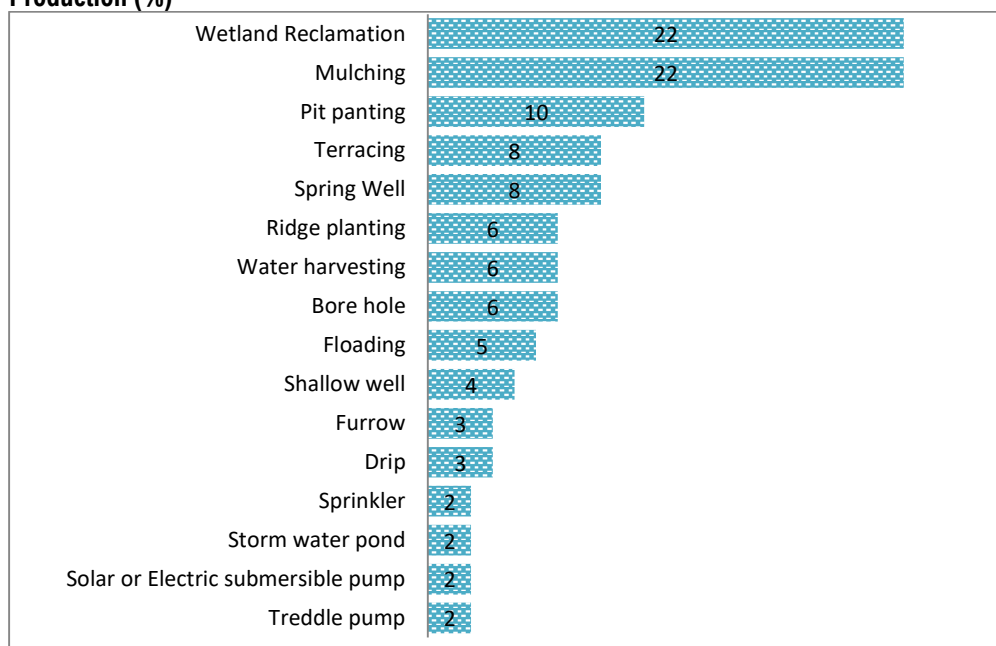 Production (%)
Wetland Reclamation 22
Mulching 22
Pit panting 10
Terracing 8
Spring Well 8
Ridge planting 6
Water harvesting 6
Bore hole 6
Floading 5
Shallow well 4
Furrow 3
Drip 3
Sprinkler 2
Storm water pond 2
Solar or Electric submersible pump 2
Treddle pump 2